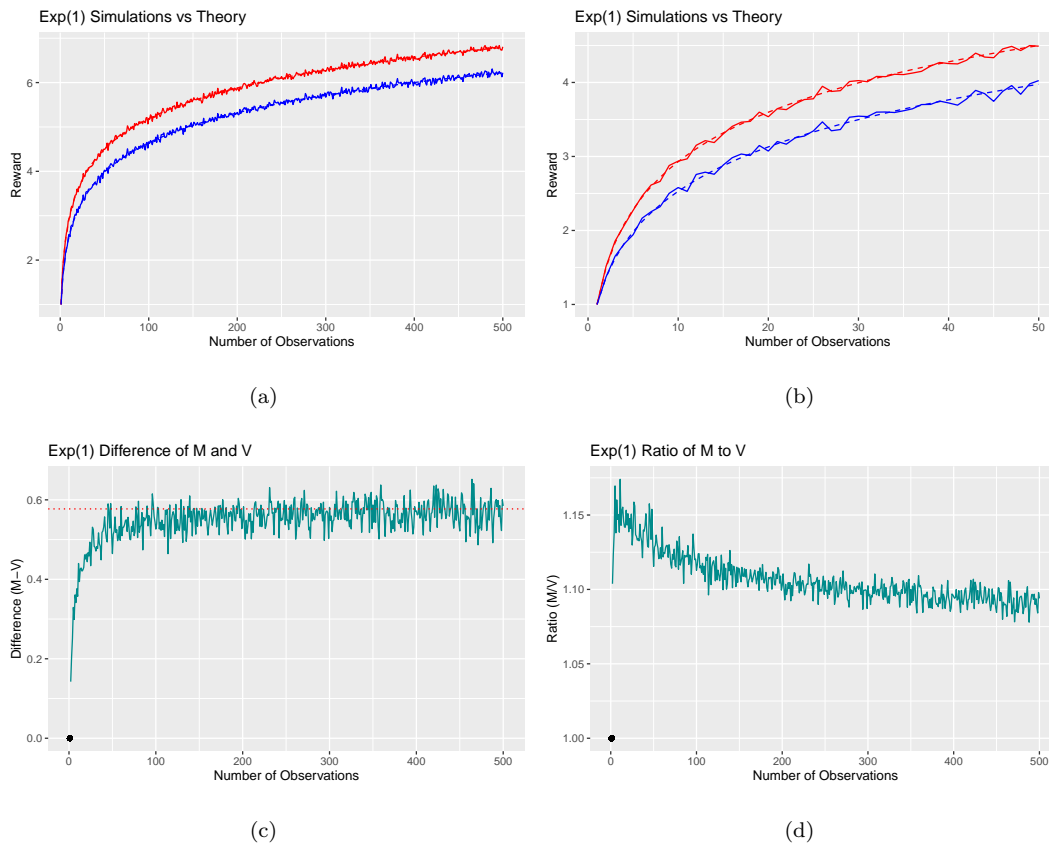 Exp(1) Simulations vs Theory
Reward
6
4
2
0
100
200
300
400
500
Number of Observations
(a)
Exp(1) Simulations vs Theory
Reward
4
3
2
1
0
10
20
30
40
50
Number of Observations
(b)
Exp(1) Difference of M and V
Difference (M−V)
0.6
0.4
0.2
0.0
0
100
200
300
400
500
Number of Observations
(c)
Exp(1) Ratio of M to V
Ratio (M/V)
1.15
1.10
1.05
1.00
0
100
200
300
400
500
Number of Observations
(d)